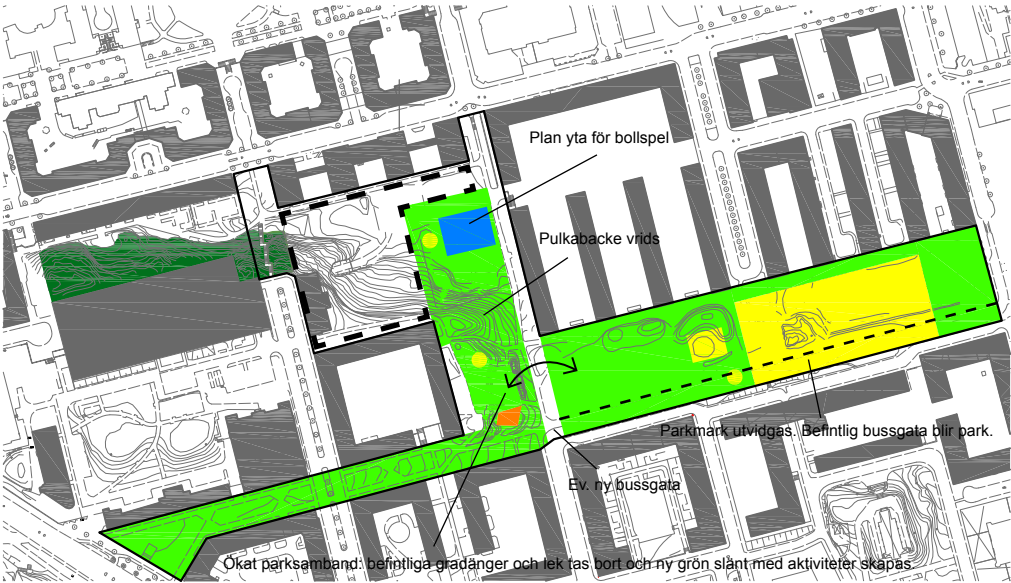 Plan yta för bollspel
Pulkabacke vrids
Parkmark utvidgas. Befintlig bussgata blir park.
Ev. ny bussgata
Ökat parksamband: befintliga gradänger och lek tas bort och ny grön slänt med aktiviteter skapas.